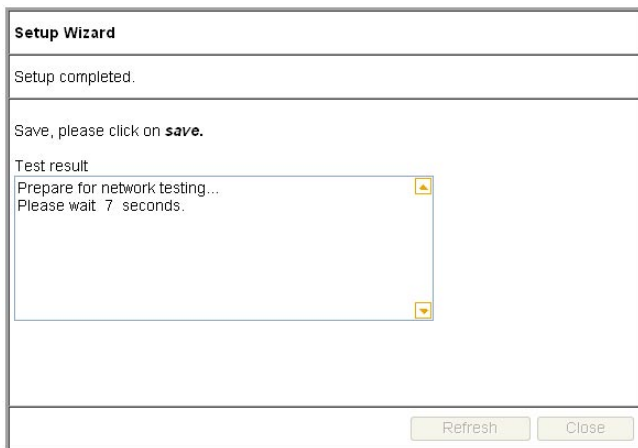 Setup Wizard
Setup completed.
Save, please click on save.
Test result
Prepare for network testing...
Please wait 7 seconds.
Refresh Close